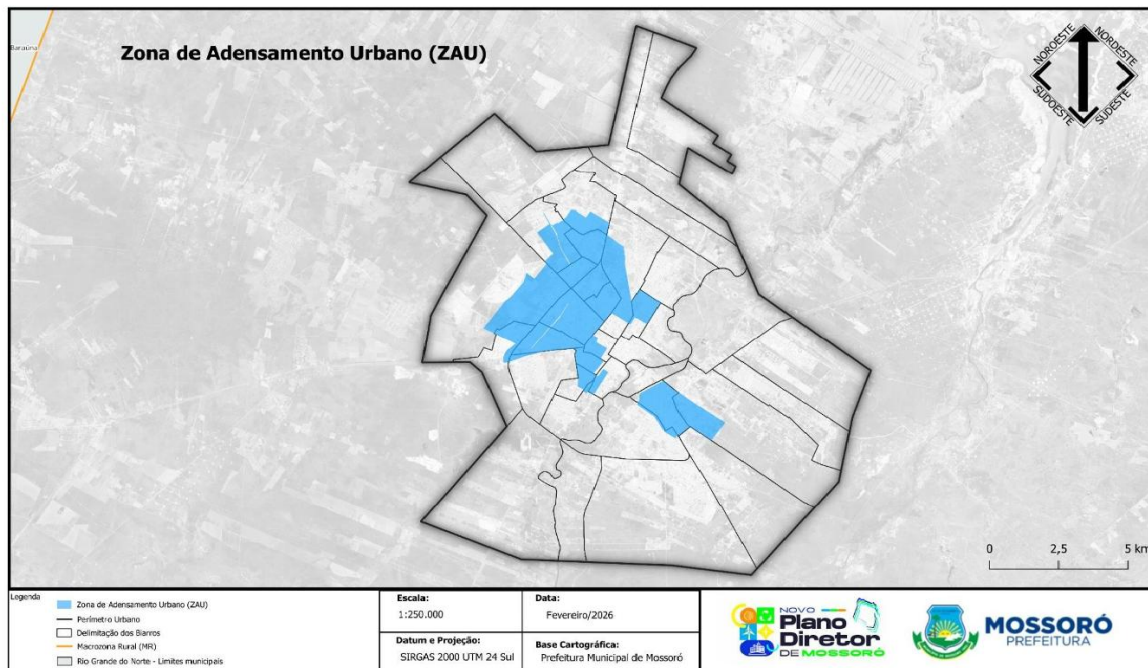 Baraúna
Zona de Adensamento Urbano (ZAU)
NOROESTE
NORDESTE
SUDOESTE
SUDESTE
0 2,5 5 km
Legenda
Zona de Adensamento Urbano (ZAU)
Perímetro Urbano
Delimitação dos Biarros
Macrozona Rural (MR)
Rio Grande do Norte - Limites municipais
Escala:
1:250.000
Data:
Fevereiro/2026
Datum e Projeção:
SIRGAS 2000 UTM 24 Sul
Base Cartográfica:
Prefeitura Municipal de Mossoró
NOVO
Plano
Diretor
DE MOSSORÓ
MOSSORÓ
PREFEITURA